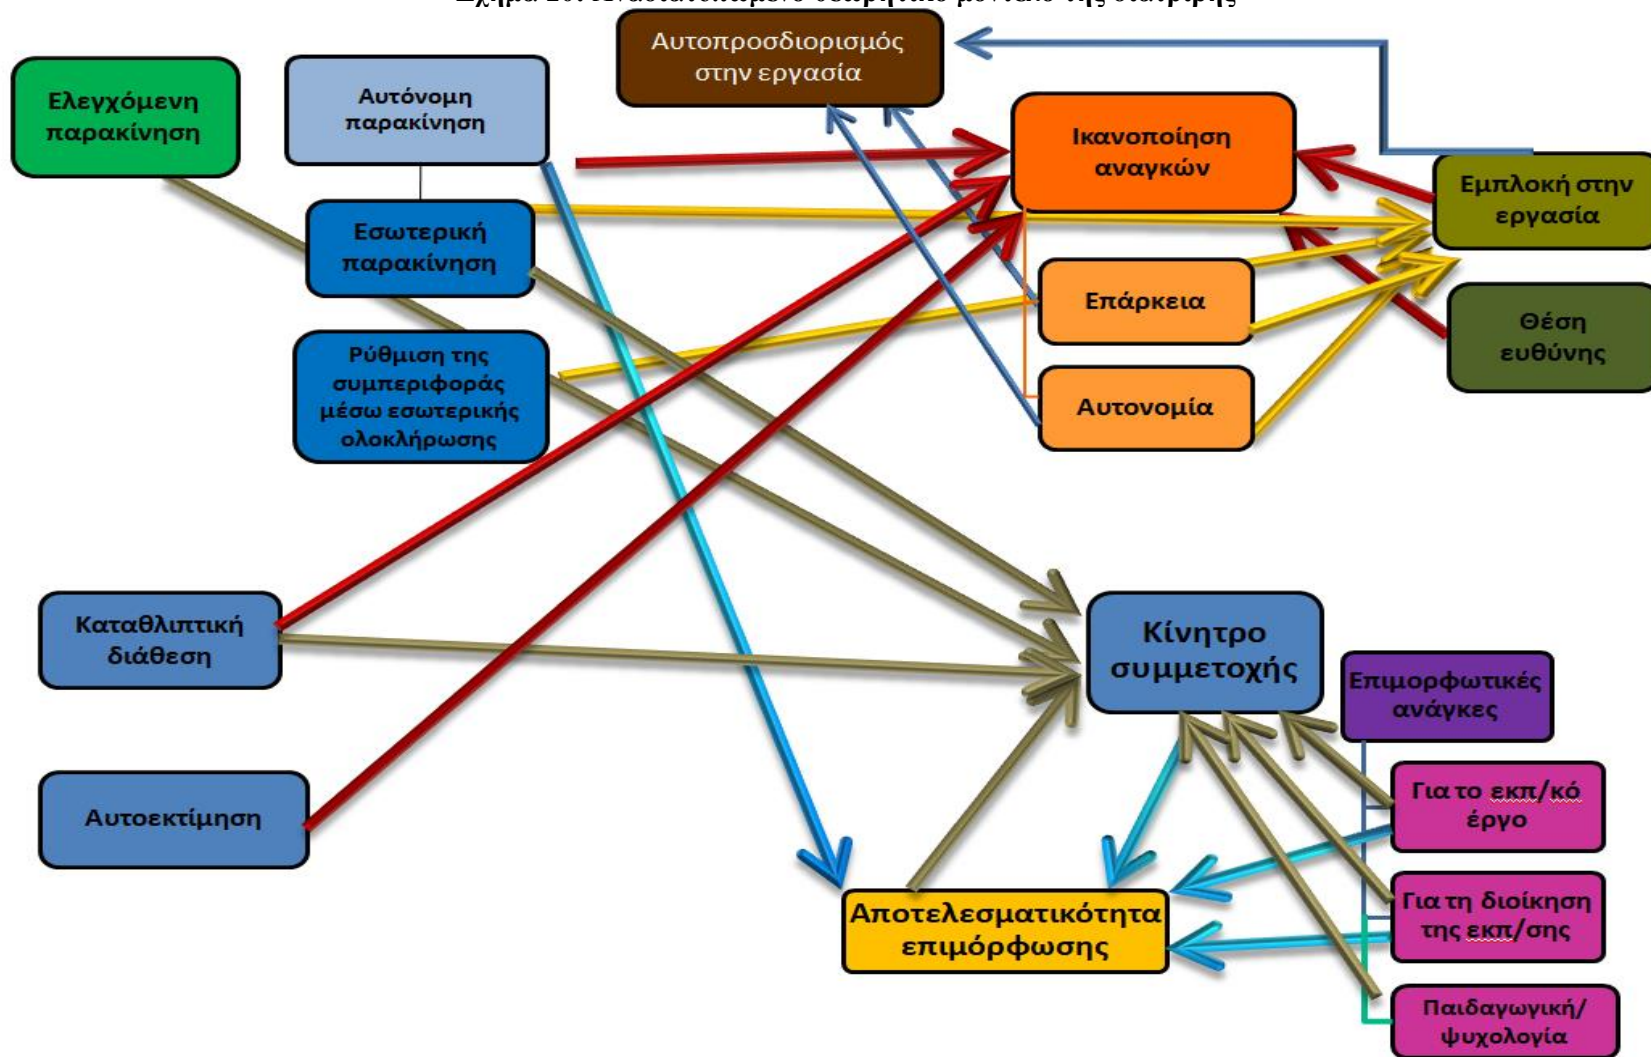 Αυτοπροσδιορισμός
στην εργασία
Ελεγχόμενη
παρακίνηση
Αυτόνομη
παρακίνηση
Ικανοποίηση
αναγκών
Εμπλοκή στην
εργασία
Εσωτερική
παρακίνηση
Επάρκεια
Θέση
ευθύνης
Ρύθμιση της
συμπεριφοράς
μέσω εσωτερικής
ολοκλήρωσης
Αυτονομία
Καταθλιπτική
διάθεση
Κίνητρο
συμμετοχής
Επιμορφωτικές
ανάγκες
Αυτοεκτίμηση
Για το εκπ/κό
έργο
Αποτελεσματικότητα
επιμόρφωσης
Για τη διοίκηση
της εκπ/σης
Παιδαγωγική/
ψυχολογία